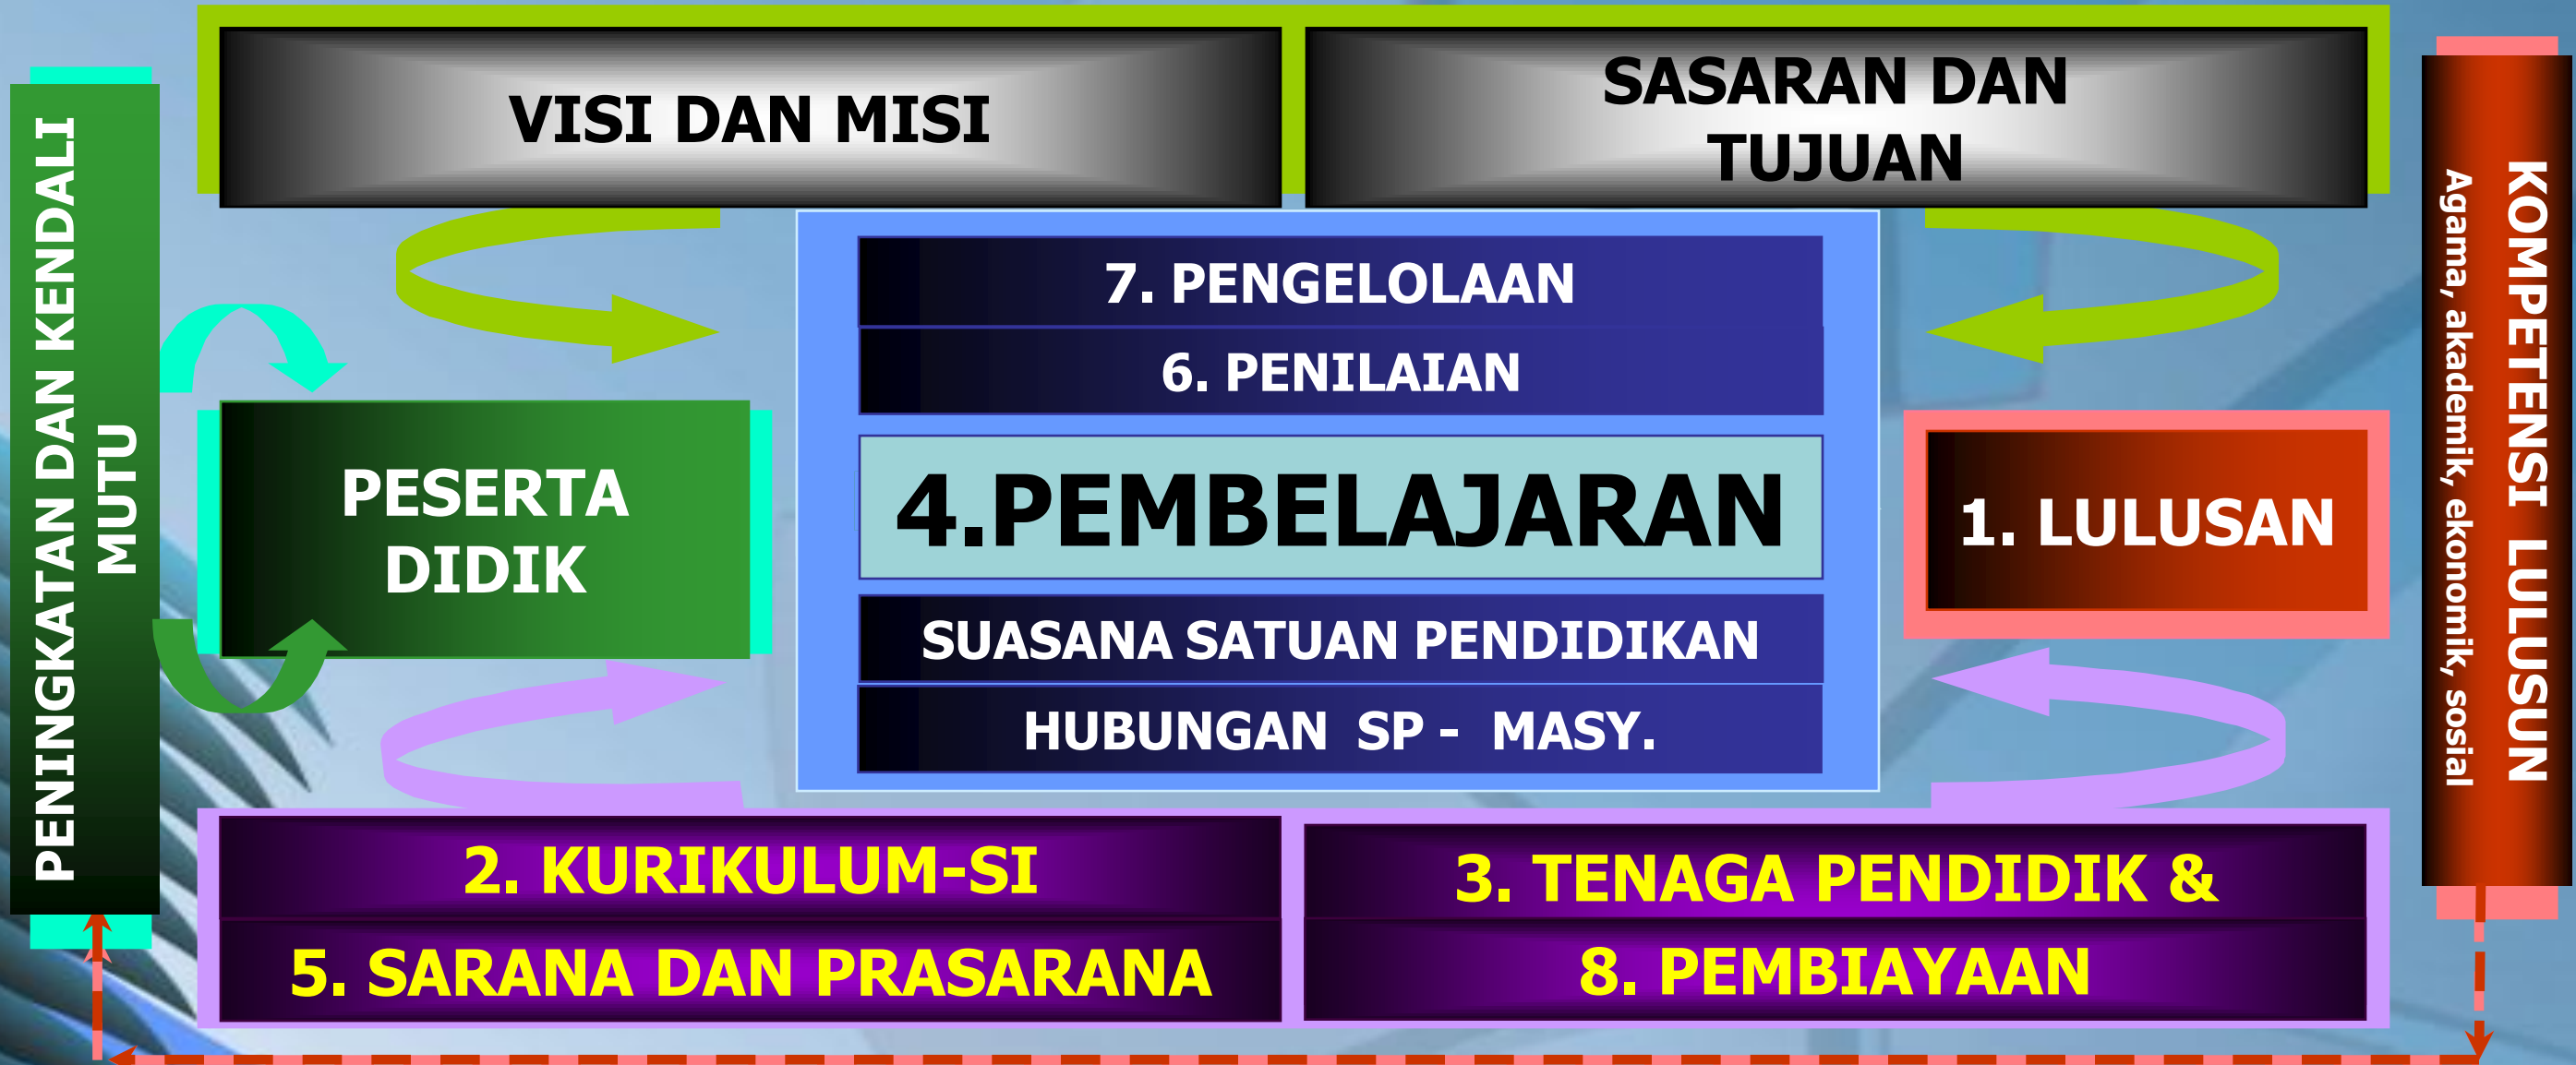 VISI DAN MISI
SASARAN DAN
TUJUAN
PENINGKATAN DAN KENDALI
MUTU
7. PENGELOLAAN
6. PENILAIAN
PESERTA
DIDIK
4.PEMBELAJARAN
1. LULUSAN
SUASANA SATUAN PENDIDIKAN
HUBUNGAN SP - MASY.
KOMPETENSI LULUSUN
Agama, akademik, ekonomik, sosial
2. KURIKULUM-SI
3. TENAGA PENDIDIK &
5. SARANA DAN PRASARANA
8. PEMBIAYAAN